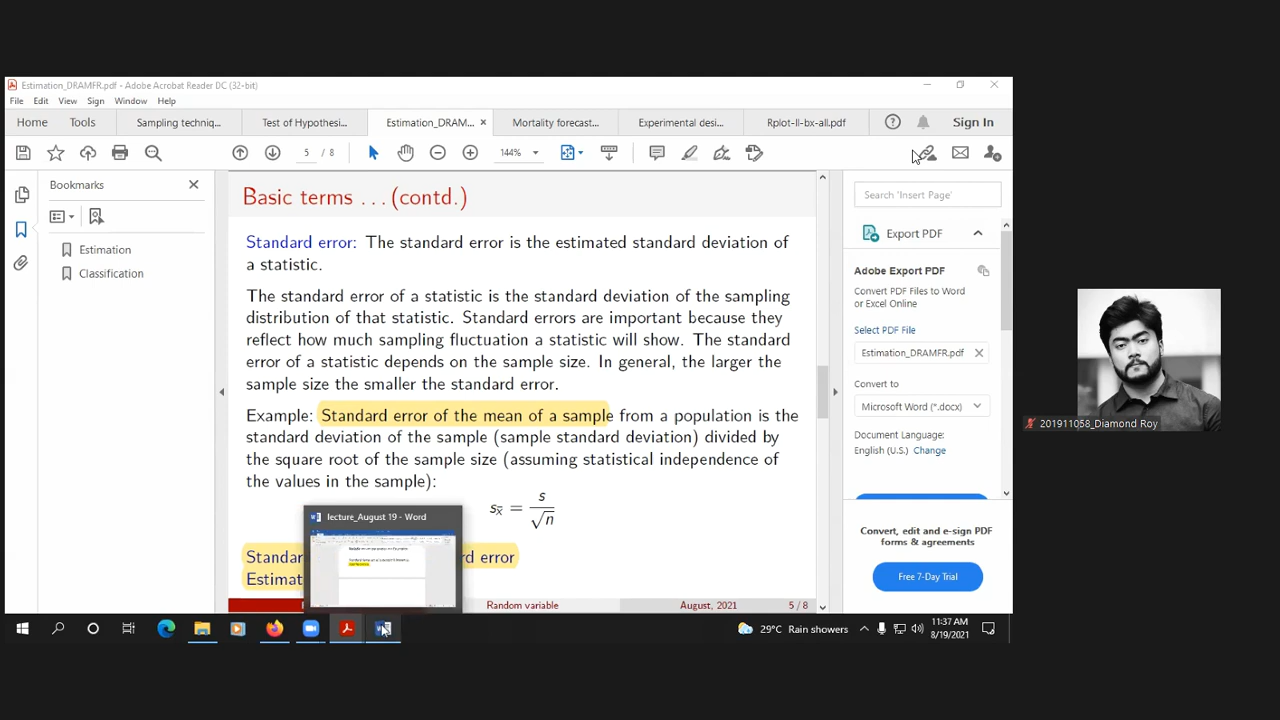 Estimation_DRAMFR.pdf - Adobe Acrobat Reader DC (32-bit)
File Edit View Sign Window Help
Home Tools Sampling techniq... Test of Hypothesi... Estimation_DRAM... × Mortality forecast... Experimental desi... Rplot-ll-bx-all.pdf Sign In
5 / 8 144%
Bookmarks
Estimation
Classification
Basic terms . . . (contd.)
Standard error: The standard error is the estimated standard deviation of
a statistic.
The standard error of a statistic is the standard deviation of the sampling
distribution of that statistic. Standard errors are important because they
reflect how much sampling fluctuation a statistic will show. The standard
error of a statistic depends on the sample size. In general, the larger the
sample size the smaller the standard error.
Example: Standard error of the mean of a sample from a population is the
standard deviation of the sample (sample standard deviation) divided by
the square root of the sample size (assuming statistical independence of
the values in the sample):
s_x̄ = s / √n
lecture_August 19 - Word
Standar
rd error
Estimat
Random variable August, 2021 5 / 8
Search 'Insert Page'
Export PDF
Adobe Export PDF
Convert PDF Files to Word
or Excel Online
Select PDF File
Estimation_DRAMFR.pdf ×
Convert to
Microsoft Word (*.docx)
Document Language:
English (U.S.) Change
Convert, edit and e-sign PDF
forms & agreements
Free 7-Day Trial
29°C Rain showers
11:37 AM
8/19/2021
201911058_Diamond Roy